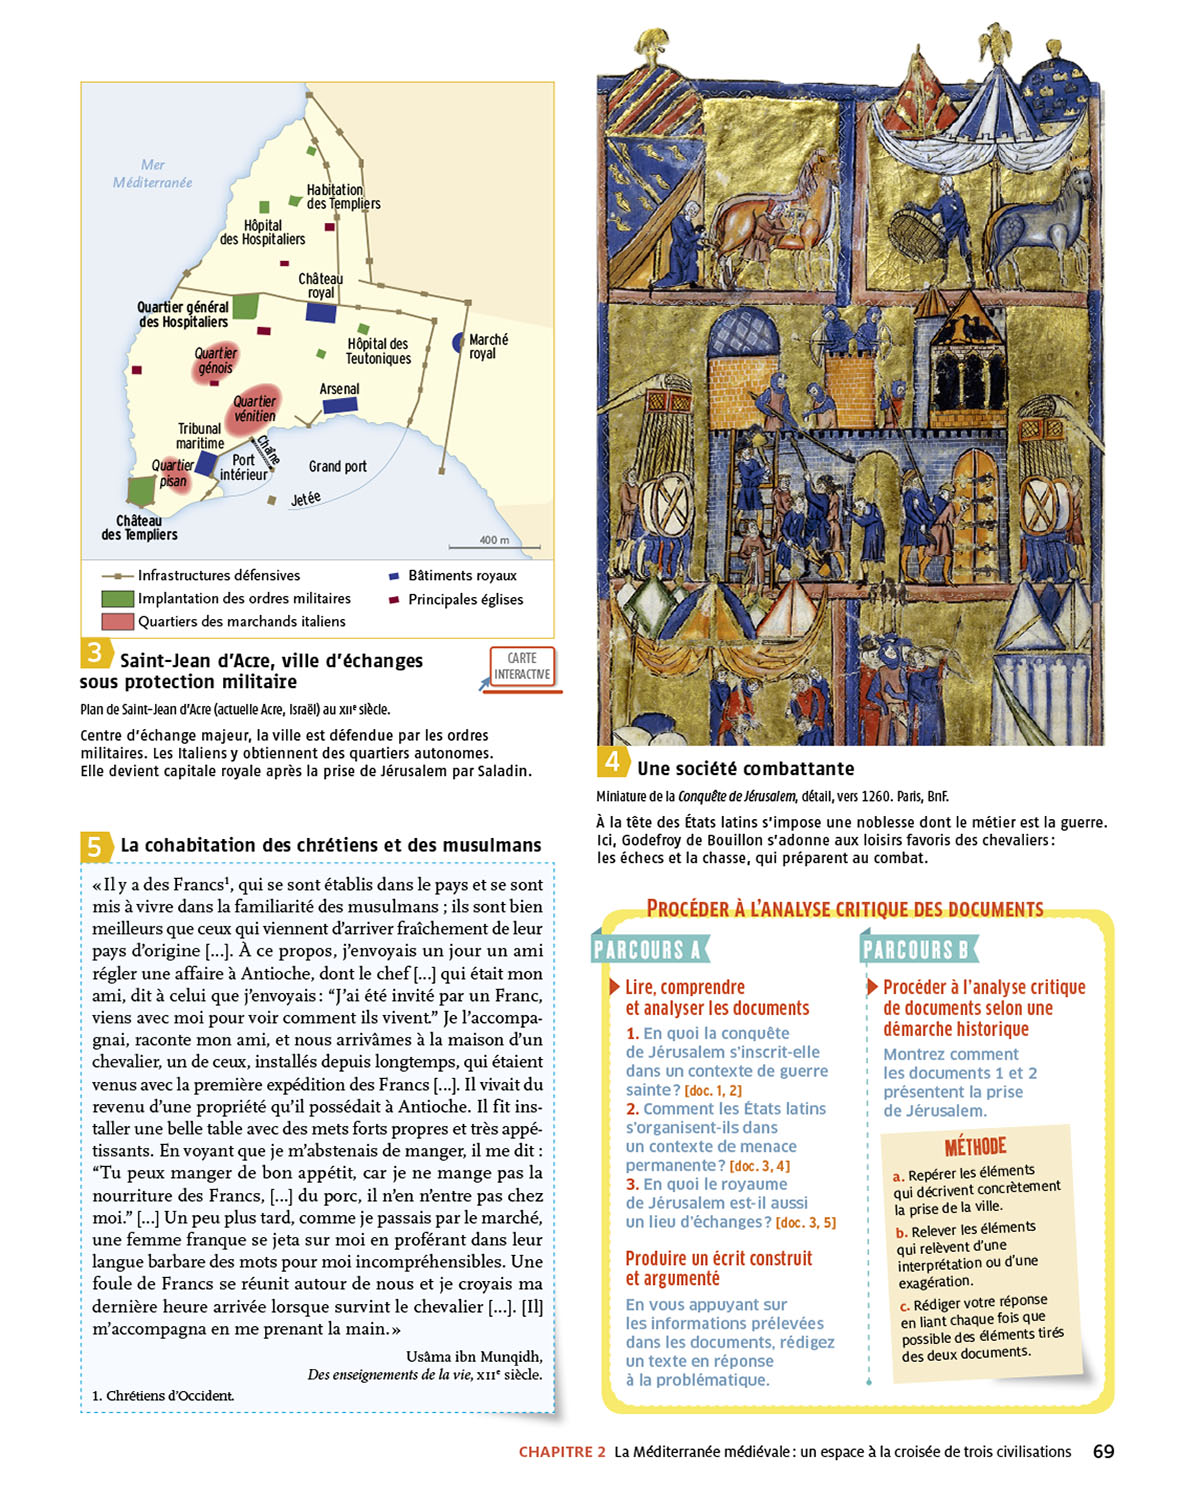 Mer
Méditerranée
Habitation
des Templiers
Hôpital
des Hospitaliers
Château
royal
Quartier général
des Hospitaliers
Hôpital des
Teutoniques
Marché
royal
Quartier
génois
Arsenal
Quartier
vénitien
Tribunal
maritime
Chaîne
Quartier
pisan
Port
intérieur
Grand port
Jetée
Château
des Templiers
400 m
Infrastructures défensives
Implantation des ordres militaires
Quartiers des marchands italiens
Bâtiments royaux
Principales églises
3 Saint-Jean d'Acre, ville d'échanges
sous protection militaire
CARTE
INTERACTIVE
Plan de Saint-Jean d'Acre (actuelle Acre, Israël) au XIIe siècle.
Centre d'échange majeur, la ville est défendue par les ordres
militaires. Les Italiens y obtiennent des quartiers autonomes.
Elle devient capitale royale après la prise de Jérusalem par Saladin.
4 Une société combattante
Miniature de la Conquête de Jérusalem, détail, vers 1260. Paris, BnF.
À la tête des États latins s'impose une noblesse dont le métier est la guerre.
Ici, Godefroy de Bouillon s'adonne aux loisirs favoris des chevaliers :
les échecs et la chasse, qui préparent au combat.
5 La cohabitation des chrétiens et des musulmans
« Il y a des Francs¹, qui se sont établis dans le pays et se sont
mis à vivre dans la familiarité des musulmans ; ils sont bien
meilleurs que ceux qui viennent d'arriver fraîchement de leur
pays d'origine [...]. À ce propos, j'envoyais un jour un ami
régler une affaire à Antioche, dont le chef [...] qui était mon
ami, dit à celui que j'envoyais : “J'ai été invité par un Franc,
viens avec moi pour voir comment ils vivent.” Je l'accompa-
gnai, raconte mon ami, et nous arrivâmes à la maison d'un
chevalier, un de ceux, installés depuis longtemps, qui étaient
venus avec la première expédition des Francs [...]. Il vivait du
revenu d'une propriété qu'il possédait à Antioche. Il fit ins-
taller une belle table avec des mets forts propres et très appé-
tissants. En voyant que je m'abstenais de manger, il me dit :
“Tu peux manger de bon appétit, car je ne mange pas la
nourriture des Francs, [...] du porc, il n'en n'entre pas chez
moi.” [...] Un peu plus tard, comme je passais par le marché,
une femme franque se jeta sur moi en proférant dans leur
langue barbare des mots pour moi incompréhensibles. Une
foule de Francs se réunit autour de nous et je croyais ma
dernière heure arrivée lorsque survint le chevalier [...]. [Il]
m'accompagna en me prenant la main. »
Usâma ibn Munqidh,
Des enseignements de la vie, XIIe siècle.
1. Chrétiens d'Occident.
PROCÉDER À L'ANALYSE CRITIQUE DES DOCUMENTS
PARCOURS A
Lire, comprendre
et analyser les documents
1. En quoi la conquête
de Jérusalem s'inscrit-elle
dans un contexte de guerre
sainte ? [doc. 1, 2]
2. Comment les États latins
s'organisent-ils dans
un contexte de menace
permanente ? [doc. 3, 4]
3. En quoi le royaume
de Jérusalem est-il aussi
un lieu d'échanges ? [doc. 3, 5]
Produire un écrit construit
et argumenté
En vous appuyant sur
les informations prélevées
dans les documents, rédigez
un texte en réponse
à la problématique.
PARCOURS B
Procéder à l'analyse critique
de documents selon une
démarche historique
Montrez comment
les documents 1 et 2
présentent la prise
de Jérusalem.
MÉTHODE
a. Repérer les éléments
qui décrivent concrètement
la prise de la ville.
b. Relever les éléments
qui relèvent d'une
interprétation ou d'une
exagération.
c. Rédiger votre réponse
en liant chaque fois que
possible des éléments tirés
des deux documents.
CHAPITRE 2 La Méditerranée médiévale : un espace à la croisée de trois civilisations 69